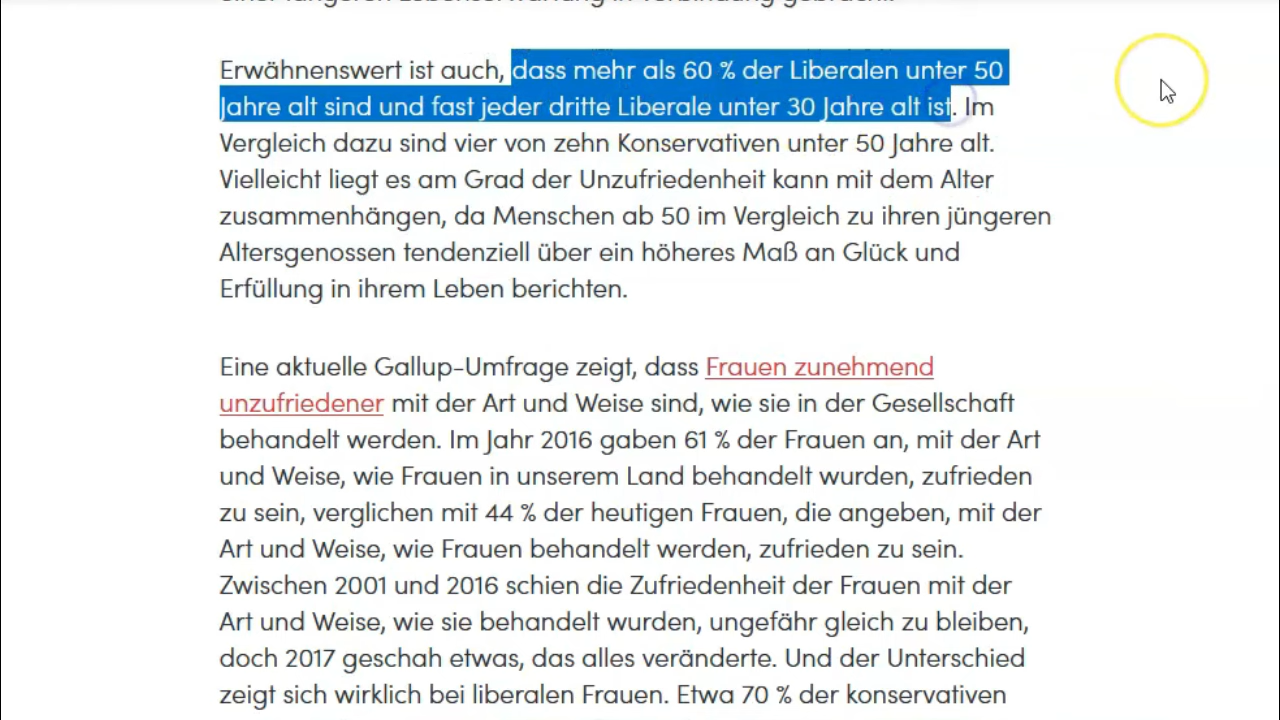 Erwähnenswert ist auch, dass mehr als 60 % der Liberalen unter 50
Jahre alt sind und fast jeder dritte Liberale unter 30 Jahre alt ist. Im
Vergleich dazu sind vier von zehn Konservativen unter 50 Jahre alt.
Vielleicht liegt es am Grad der Unzufriedenheit kann mit dem Alter
zusammenhängen, da Menschen ab 50 im Vergleich zu ihren jüngeren
Altersgenossen tendenziell über ein höheres Maß an Glück und
Erfüllung in ihrem Leben berichten.
Eine aktuelle Gallup-Umfrage zeigt, dass Frauen zunehmend
unzufriedener mit der Art und Weise sind, wie sie in der Gesellschaft
behandelt werden. Im Jahr 2016 gaben 61 % der Frauen an, mit der Art
und Weise, wie Frauen in unserem Land behandelt wurden, zufrieden
zu sein, verglichen mit 44 % der heutigen Frauen, die angeben, mit der
Art und Weise, wie Frauen behandelt werden, zufrieden zu sein.
Zwischen 2001 und 2016 schien die Zufriedenheit der Frauen mit der
Art und Weise, wie sie behandelt wurden, ungefähr gleich zu bleiben,
doch 2017 geschah etwas, das alles veränderte. Und der Unterschied
zeigt sich wirklich bei liberalen Frauen. Etwa 70 % der konservativen